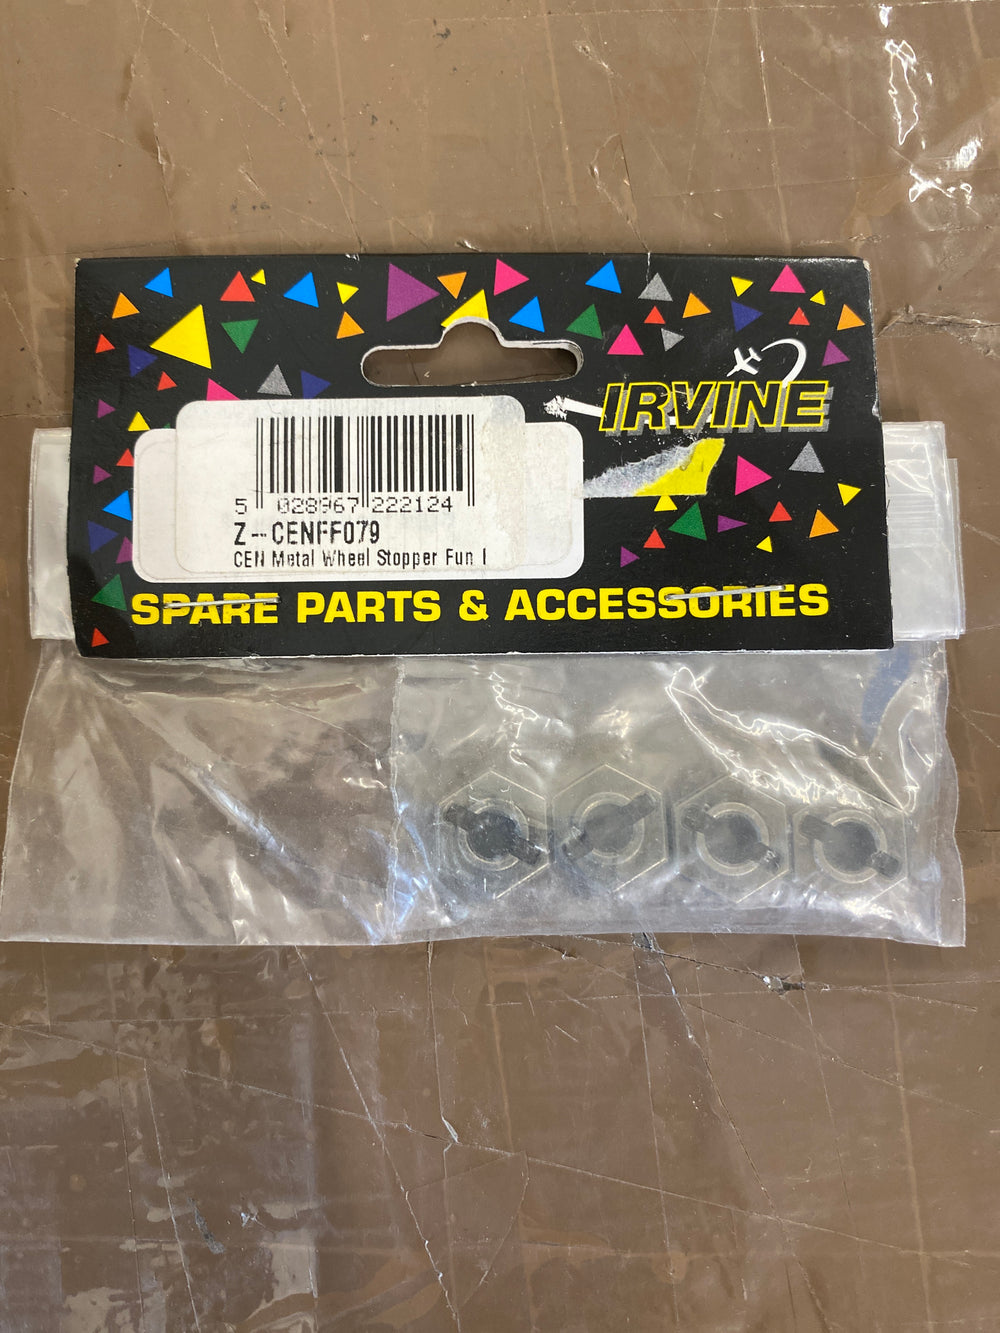 IRVINE
5 028967 222124
Z--CENFF079
CEN Metal Wheel Stopper Fun
SPARE PARTS & ACCESSORIES